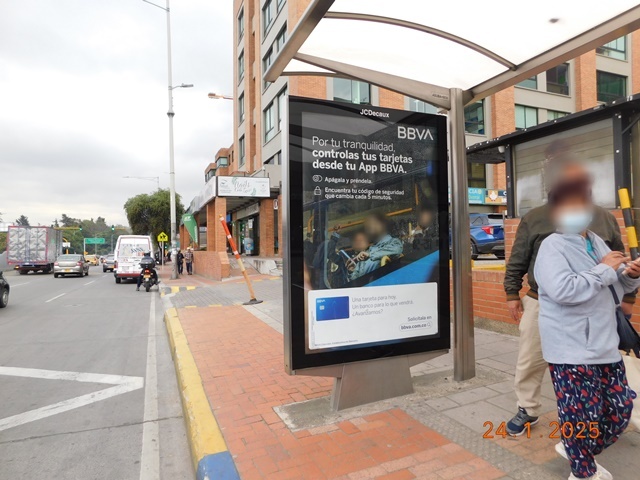 JCDecaux
BBVA
Por tu tranquilidad,
controlas tus tarjetas
desde tu App BBVA.
Apágala y préndela.
Encuentra tu código de seguridad
que cambia cada 5 minutos.
Una tarjeta para hoy.
Un banco para lo que vendrá.
¿Avanzamos?
Solicítala en
bbva.com.co
24 1 2025